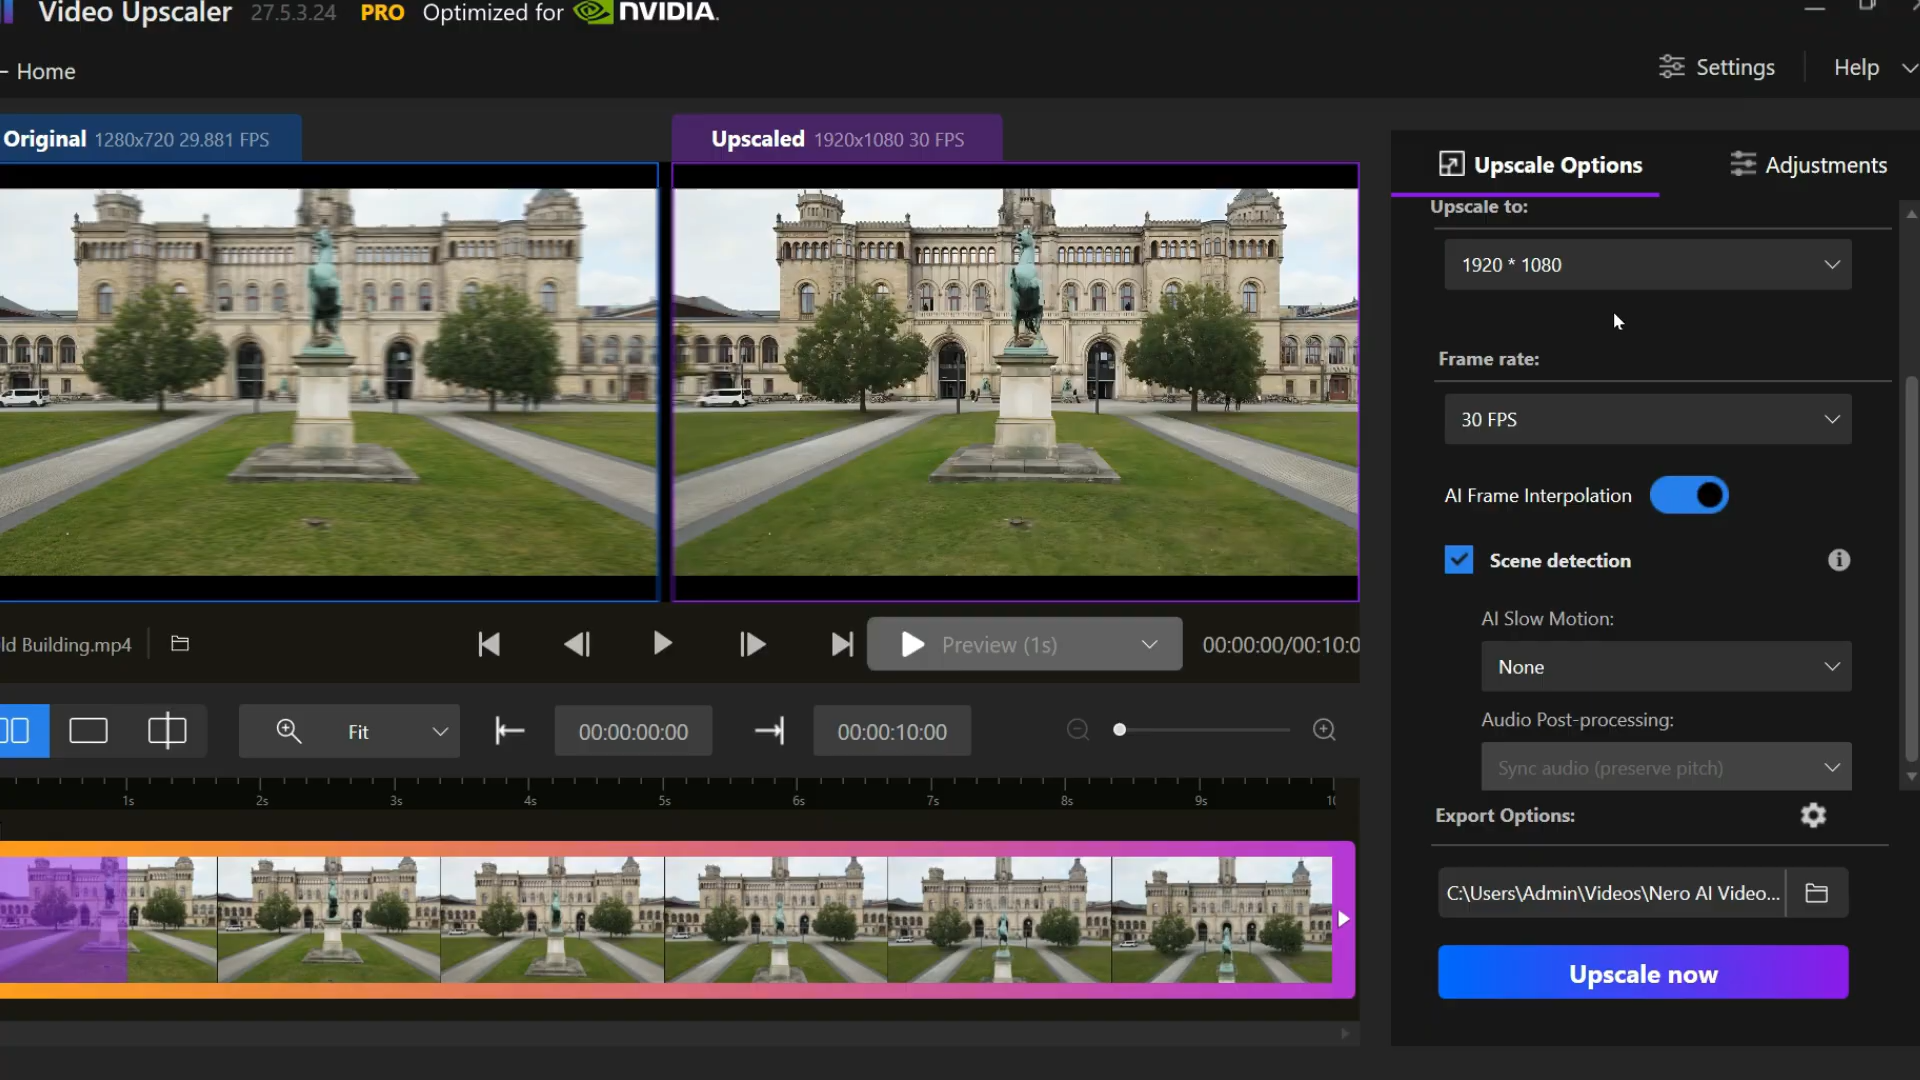 Video Upscaler 27.5.3.24 PRO Optimized for NVIDIA.
Home
Settings
Help
Original 1280x720 29.881 FPS
Upscaled 1920x1080 30 FPS
Upscale Options
Adjustments
Upscale to:
1920 * 1080
Frame rate:
30 FPS
AI Frame Interpolation
Scene detection
AI Slow Motion:
None
Audio Post-processing:
Sync audio (preserve pitch)
ld Building.mp4
Preview (1s)
00:00:00/00:10:0
Fit
00:00:00:00
00:00:10:00
1s 2s 3s 4s 5s 6s 7s 8s 9s 10
Export Options:
C:\Users\Admin\Videos\Nero AI Video...
Upscale now